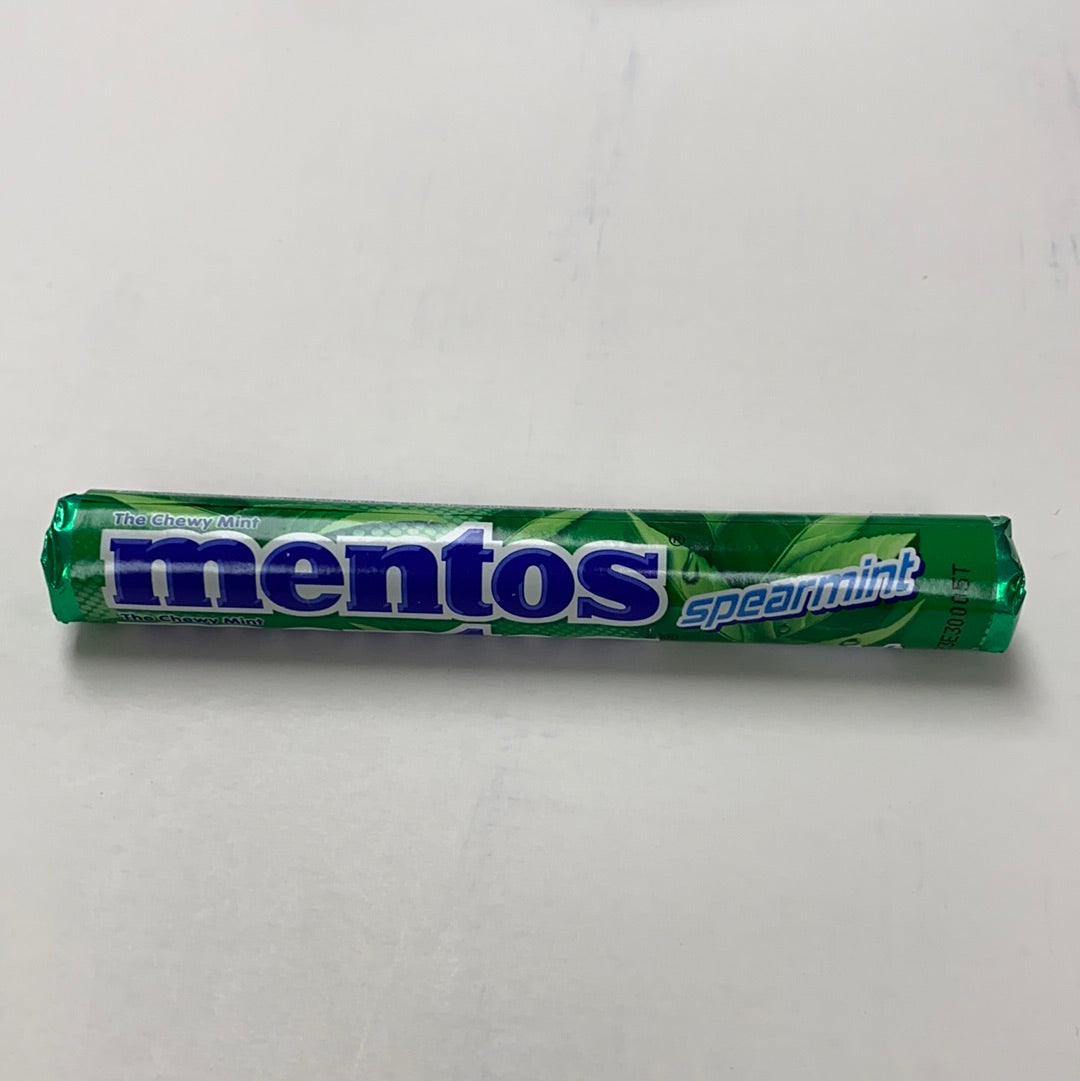 The Chewy Mint
mentos®
spearmint
The Chewy Mint